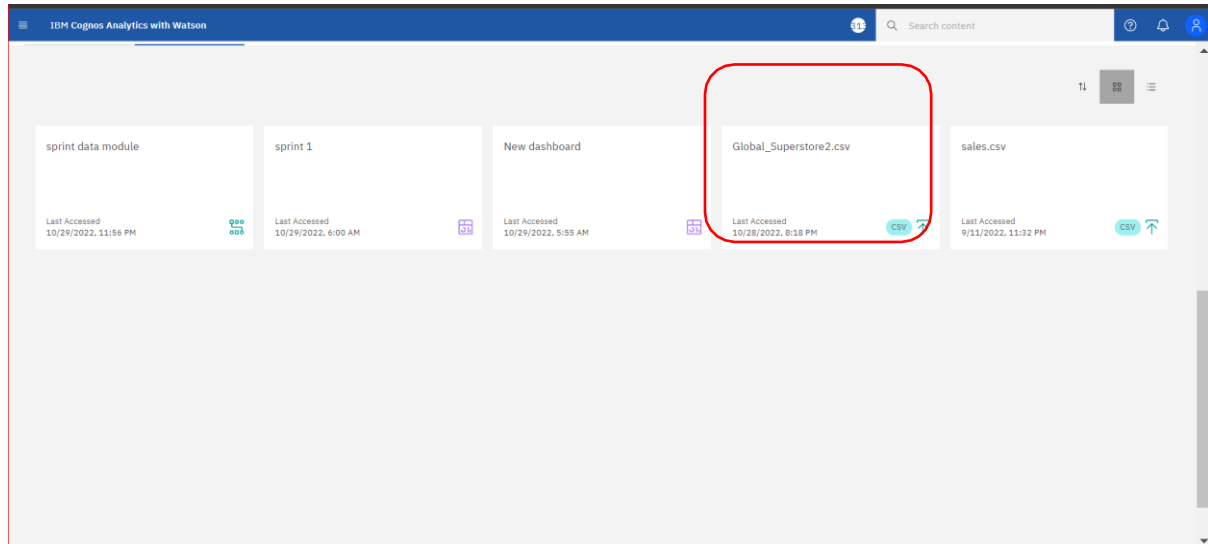 IBM Cognos Analytics with Watson
313
Search content
sprint data module
Last Accessed
10/29/2022, 11:56 PM
sprint 1
Last Accessed
10/29/2022, 6:00 AM
New dashboard
Last Accessed
10/29/2022, 5:55 AM
Global_Superstore2.csv
Last Accessed
10/28/2022, 8:18 PM
CSV
sales.csv
Last Accessed
9/11/2022, 11:32 PM
CSV